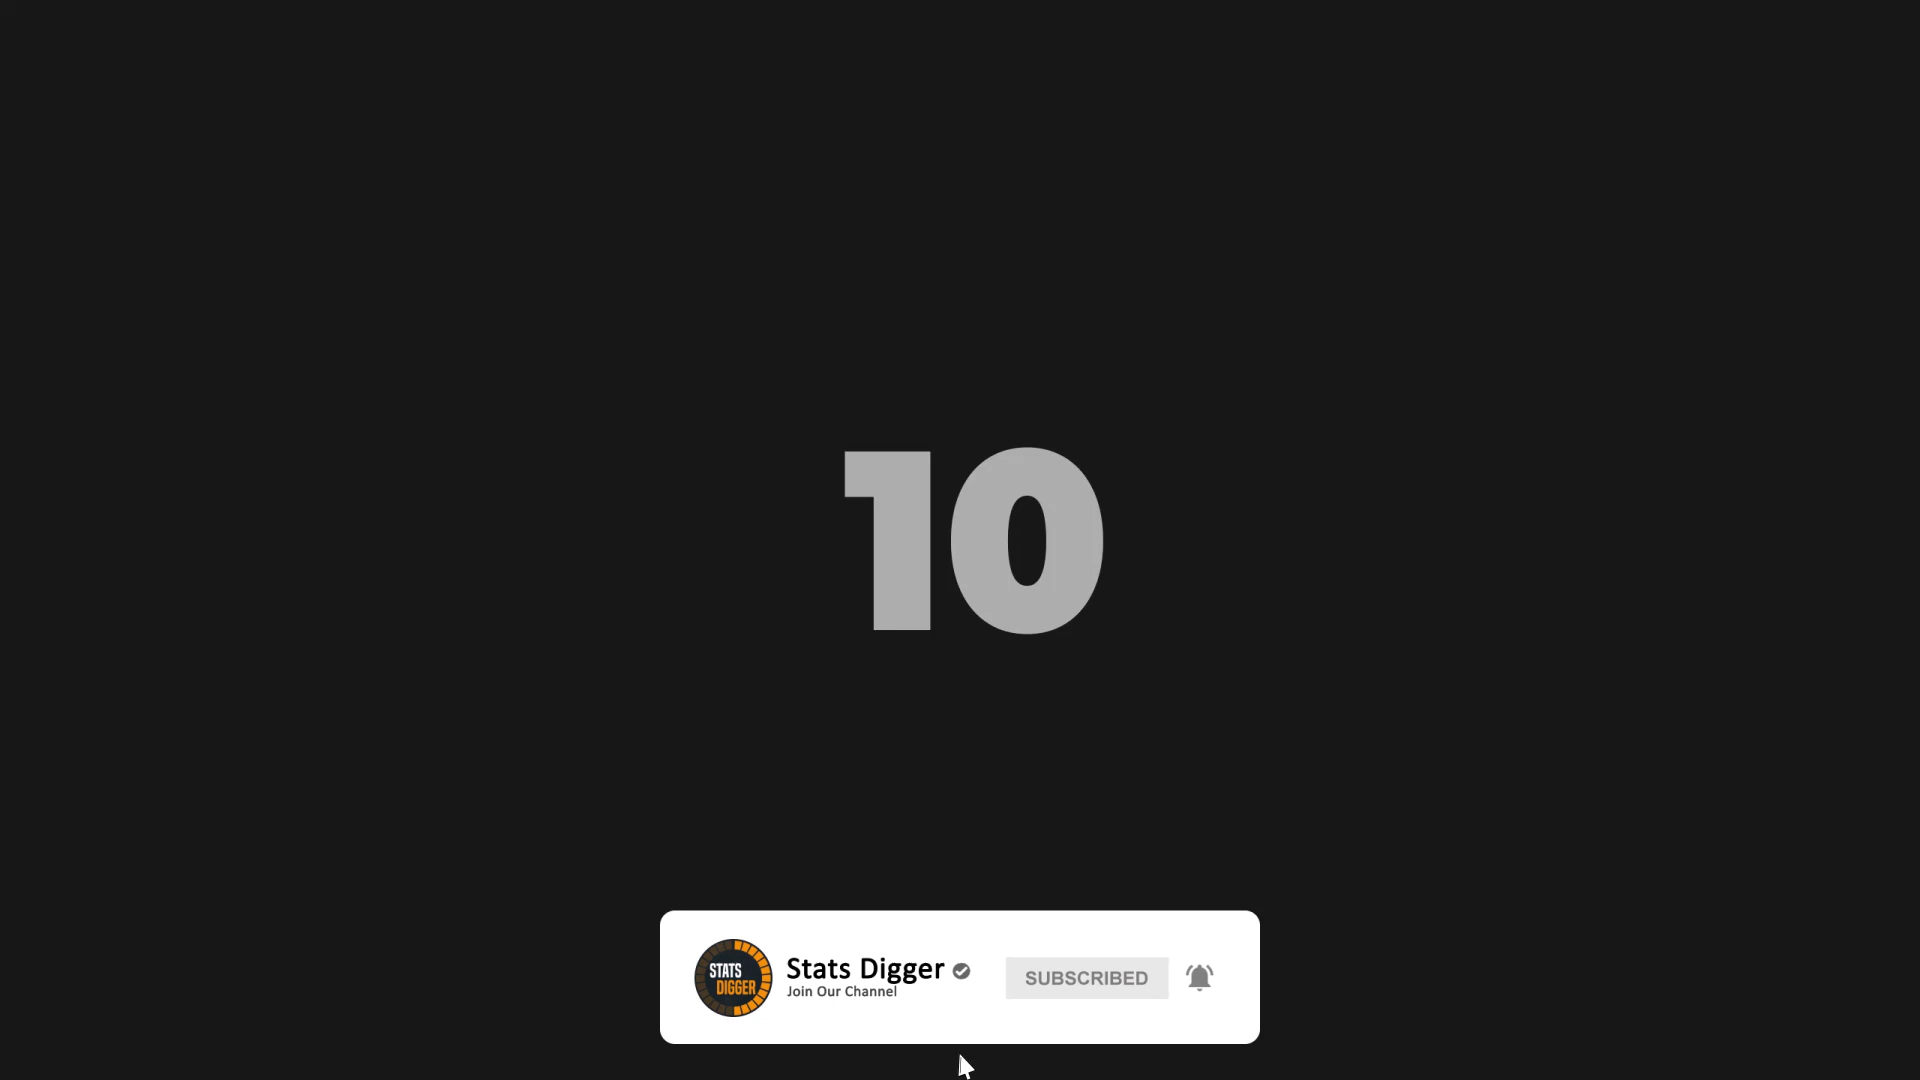 10
STATS
DIGGER
Stats Digger
Join Our Channel
SUBSCRIBED